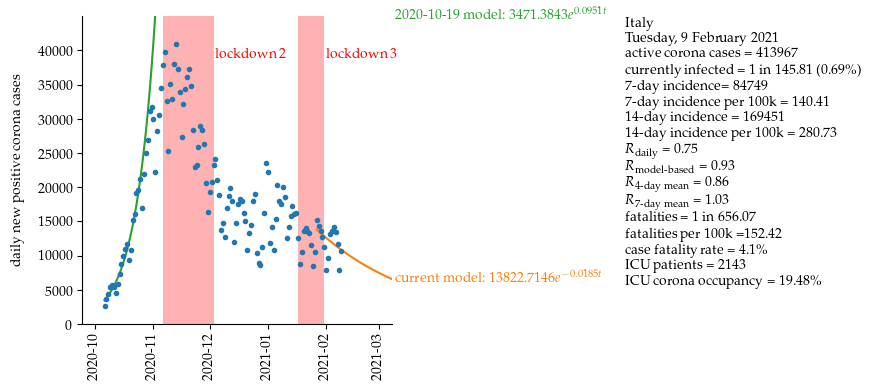 2020-10-19 model: 3471.3843e^{0.0951t}
lockdown 2
lockdown 3
current model: 13822.7146e^{−0.0185t}
daily new positive corona cases
40000
35000
30000
25000
20000
15000
10000
5000
0
2020-10
2020-11
2020-12
2021-01
2021-02
2021-03
Italy
Tuesday, 9 February 2021
active corona cases = 413967
currently infected = 1 in 145.81 (0.69%)
7-day incidence= 84749
7-day incidence per 100k = 140.41
14-day incidence = 169451
14-day incidence per 100k = 280.73
R_daily = 0.75
R_model-based = 0.93
R_4-day mean = 0.86
R_7-day mean = 1.03
fatalities = 1 in 656.07
fatalities per 100k =152.42
case fatality rate = 4.1%
ICU patients = 2143
ICU corona occupancy = 19.48%